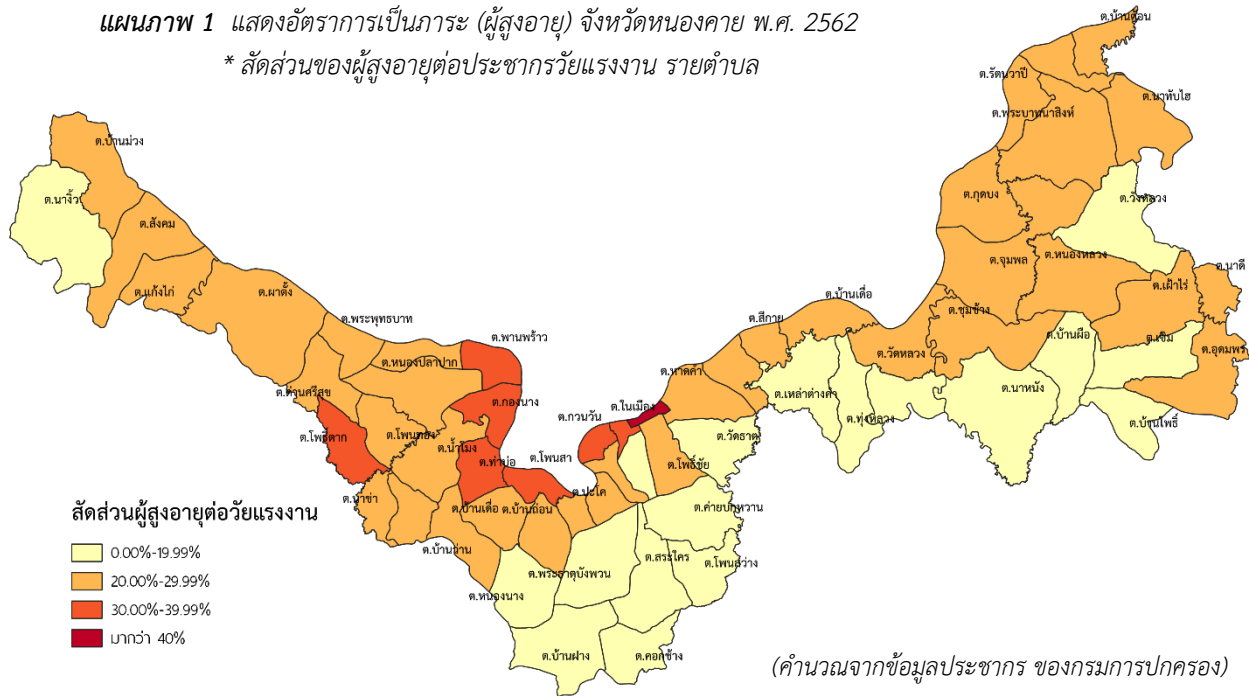 แผนภาพ 1 แสดงอัตราการเป็นภาระ (ผู้สูงอายุ) จังหวัดหนองคาย พ.ศ. 2562
* สัดส่วนของผู้สูงอายุต่อประชากรวัยแรงงาน รายตำบล
ต.บ้านต้อน
ต.รัตนวาปี
ต.นาทับไฮ
ต.พระบาทนาสิงห์
ต.บ้านม่วง
ต.นางิ้ว
ต.กุดบง
ต.วังหลวง
ต.สังคม
ต.จุมพล
ต.หนองหลวง
ต.นาดี
ต.แก้งไก่
ต.ผาตั้ง
ต.เฝ้าไร่
ต.บ้านเดื่อ
ต.พระพุทธบาท
ต.สีกาย
ต.ชุมช้าง
ต.พานพร้าว
ต.บ้านผือ
ต.เซิม
ต.อุดมพร
ต.หนองปลาปาก
ต.วัดหลวง
ต.หาดคำ
ต.ด่านศรีสุข
ต.นาหนัง
ต.เหล่าต่างคำ
ต.กองนาง
ต.กวนวัน
ต.ในเมือง
ต.ทุ่งหลวง
ต.บ้านโพธิ์
ต.โพธิ์ตาก
ต.โพนทอง
ต.วัดธาตุ
ต.น้ำโมง
ต.ท่าบ่อ
ต.โพนสา
ต.โพธิ์ชัย
ต.นาข่า
ต.ปะโค
ต.บ้านเดื่อ
ต.บ้านถ่อน
ต.ค่ายบกหวาน
ต.บ้านว่าน
ต.สระใคร
ต.โพนสว่าง
ต.พระธาตุบังพวน
ต.หนองนาง
ต.บ้านฝาง
ต.คอกช้าง
สัดส่วนผู้สูงอายุต่อวัยแรงงาน
0.00%-19.99%
20.00%-29.99%
30.00%-39.99%
มากว่า 40%
(คำนวณจากข้อมูลประชากร ของกรมการปกครอง)